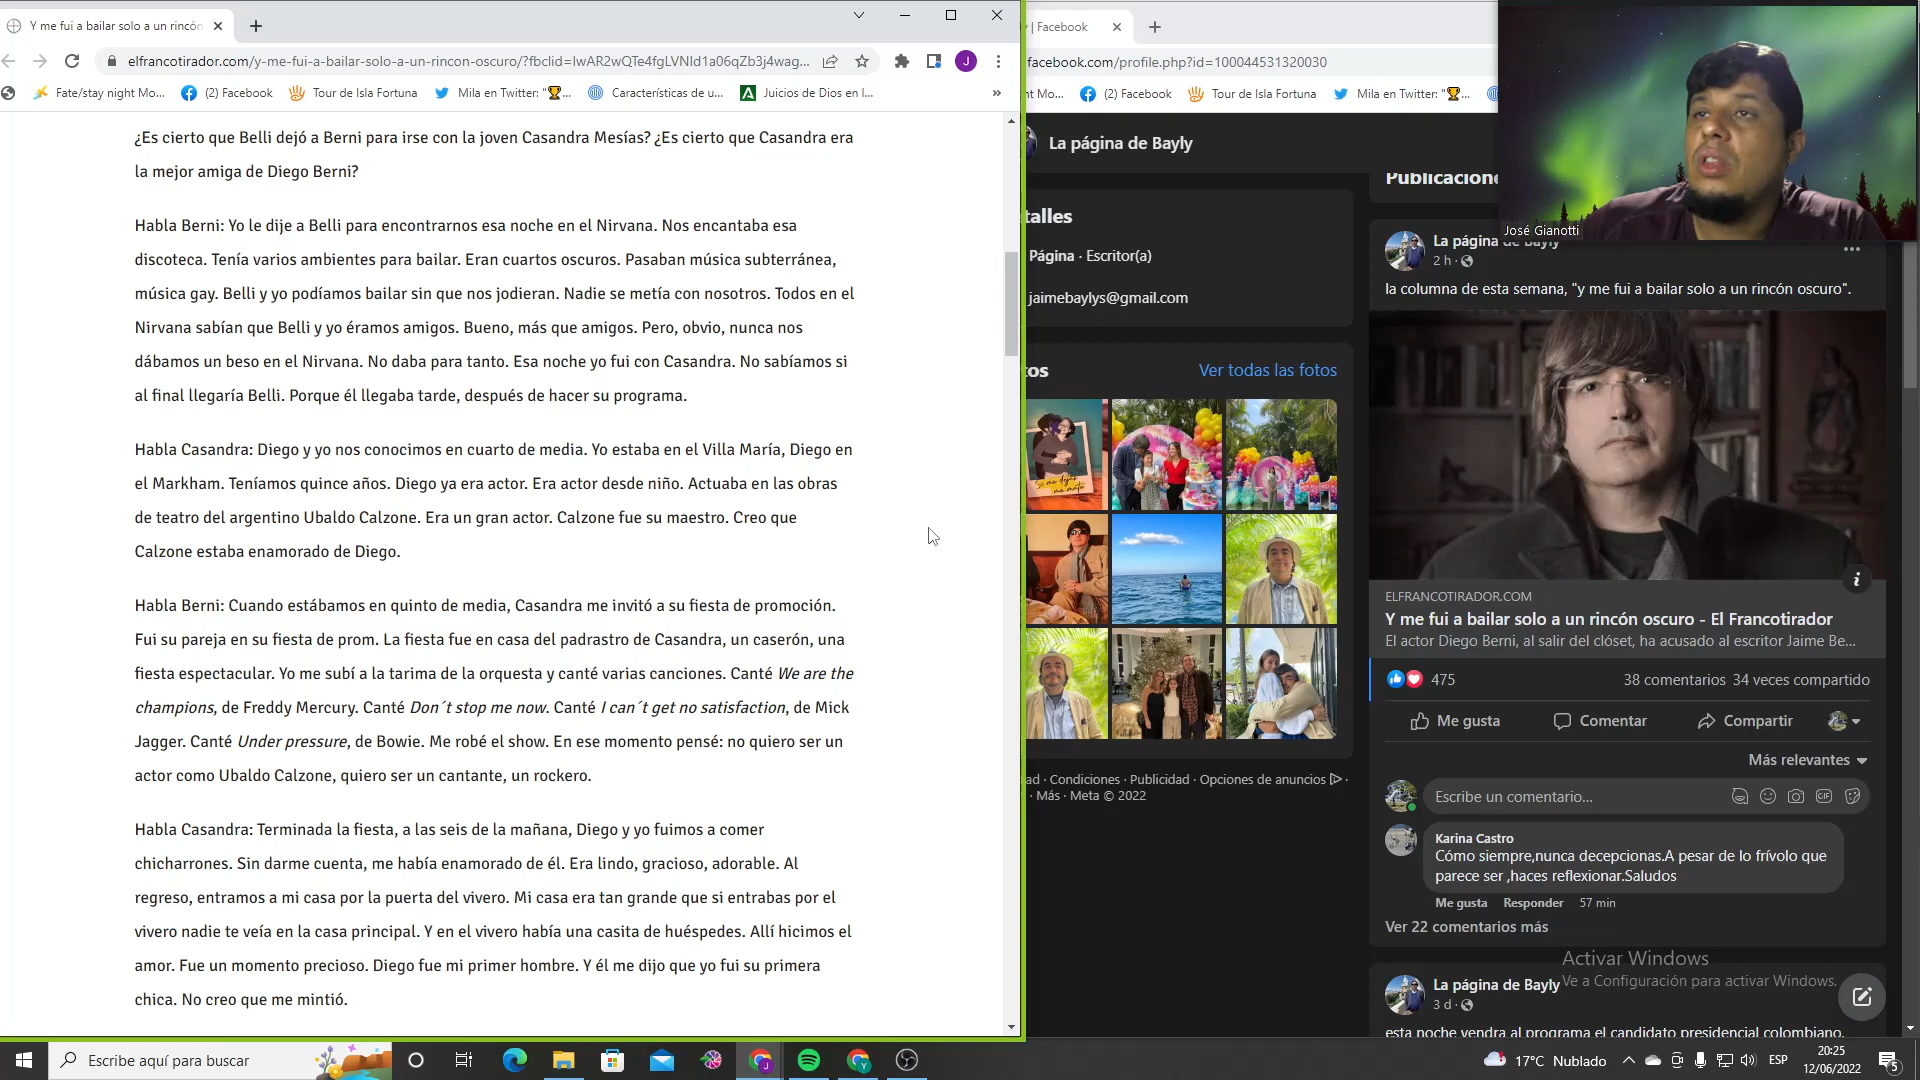 Y me fui a bailar solo a un rincón
elfrancotirador.com/y-me-fui-a-bailar-solo-a-un-rincon-oscuro/?fbclid=IwAR2wQTe4fgLVNId1a06qZb3j4wag...
J
Fate/stay night Mo...
(2) Facebook
Tour de Isla Fortuna
Mila en Twitter: "🏆...
Características de u...
Juicios de Dios en l...
»
¿Es cierto que Belli dejó a Berni para irse con la joven Casandra Mesías? ¿Es cierto que Casandra era
la mejor amiga de Diego Berni?
Habla Berni: Yo le dije a Belli para encontrarnos esa noche en el Nirvana. Nos encantaba esa
discoteca. Tenía varios ambientes para bailar. Eran cuartos oscuros. Pasaban música subterránea,
música gay. Belli y yo podíamos bailar sin que nos jodieran. Nadie se metía con nosotros. Todos en el
Nirvana sabían que Belli y yo éramos amigos. Bueno, más que amigos. Pero, obvio, nunca nos
dábamos un beso en el Nirvana. No daba para tanto. Esa noche yo fui con Casandra. No sabíamos si
al final llegaría Belli. Porque él llegaba tarde, después de hacer su programa.
Habla Casandra: Diego y yo nos conocimos en cuarto de media. Yo estaba en el Villa María, Diego en
el Markham. Teníamos quince años. Diego ya era actor. Era actor desde niño. Actuaba en las obras
de teatro del argentino Ubaldo Calzone. Era un gran actor. Calzone fue su maestro. Creo que
Calzone estaba enamorado de Diego.
Habla Berni: Cuando estábamos en quinto de media, Casandra me invitó a su fiesta de promoción.
Fui su pareja en su fiesta de prom. La fiesta fue en casa del padrastro de Casandra, un caserón, una
fiesta espectacular. Yo me subí a la tarima de la orquesta y canté varias canciones. Canté We are the
champions, de Freddy Mercury. Canté Don´t stop me now. Canté I can´t get no satisfaction, de Mick
Jagger. Canté Under pressure, de Bowie. Me robé el show. En ese momento pensé: no quiero ser un
actor como Ubaldo Calzone, quiero ser un cantante, un rockero.
Habla Casandra: Terminada la fiesta, a las seis de la mañana, Diego y yo fuimos a comer
chicharrones. Sin darme cuenta, me había enamorado de él. Era lindo, gracioso, adorable. Al
regreso, entramos a mi casa por la puerta del vivero. Mi casa era tan grande que si entrabas por el
vivero nadie te veía en la casa principal. Y en el vivero había una casita de huéspedes. Allí hicimos el
amor. Fue un momento precioso. Diego fue mi primer hombre. Y él me dijo que yo fui su primera
chica. No creo que me mintió.
y | Facebook
facebook.com/profile.php?id=100044531320030
ht Mo...
(2) Facebook
Tour de Isla Fortuna
Mila en Twitter: "🏆...
La página de Bayly
talles
Página · Escritor(a)
jaimebaylys@gmail.com
tos
Ver todas las fotos
Si me dejas
me mato
ad · Condiciones · Publicidad · Opciones de anuncios ·
· Más · Meta © 2022
Publicacione
José Gianotti
La página de Bayly
2 h ·
la columna de esta semana, "y me fui a bailar solo a un rincón oscuro".
ELFRANCOTIRADOR.COM
Y me fui a bailar solo a un rincón oscuro - El Francotirador
El actor Diego Berni, al salir del clóset, ha acusado al escritor Jaime Be...
475
38 comentarios 34 veces compartido
Me gusta
Comentar
Compartir
Más relevantes
Escribe un comentario...
GIF
Karina Castro
Cómo siempre,nunca decepcionas.A pesar de lo frívolo que
parece ser ,haces reflexionar.Saludos
Me gusta Responder 57 min
Ver 22 comentarios más
Activar Windows
Ve a Configuración para activar Windows.
La página de Bayly
3 d ·
esta noche vendra al programa el candidato presidencial colombiano,
Escribe aquí para buscar
17°C Nublado
ESP
20:25
12/06/2022
5